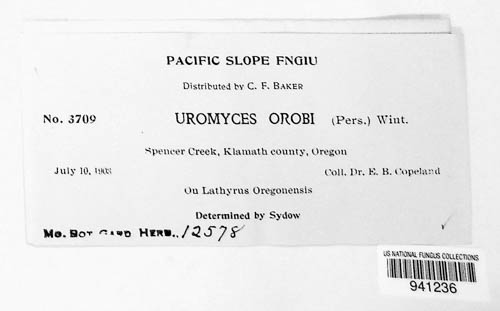 PACIFIC SLOPE FNGIU
Distributed by C. F. BAKER
No. 3709 UROMYCES OROBI (Pers.) Wint.
Spencer Creek, Klamath county, Oregon
July 10, 1903 Coll. Dr. E. B. Copeland
On Lathyrus Oregonensis
Determined by Sydow
MO. BOT GARD HERB. 12578
US NATIONAL FUNGUS COLLECTIONS
941236